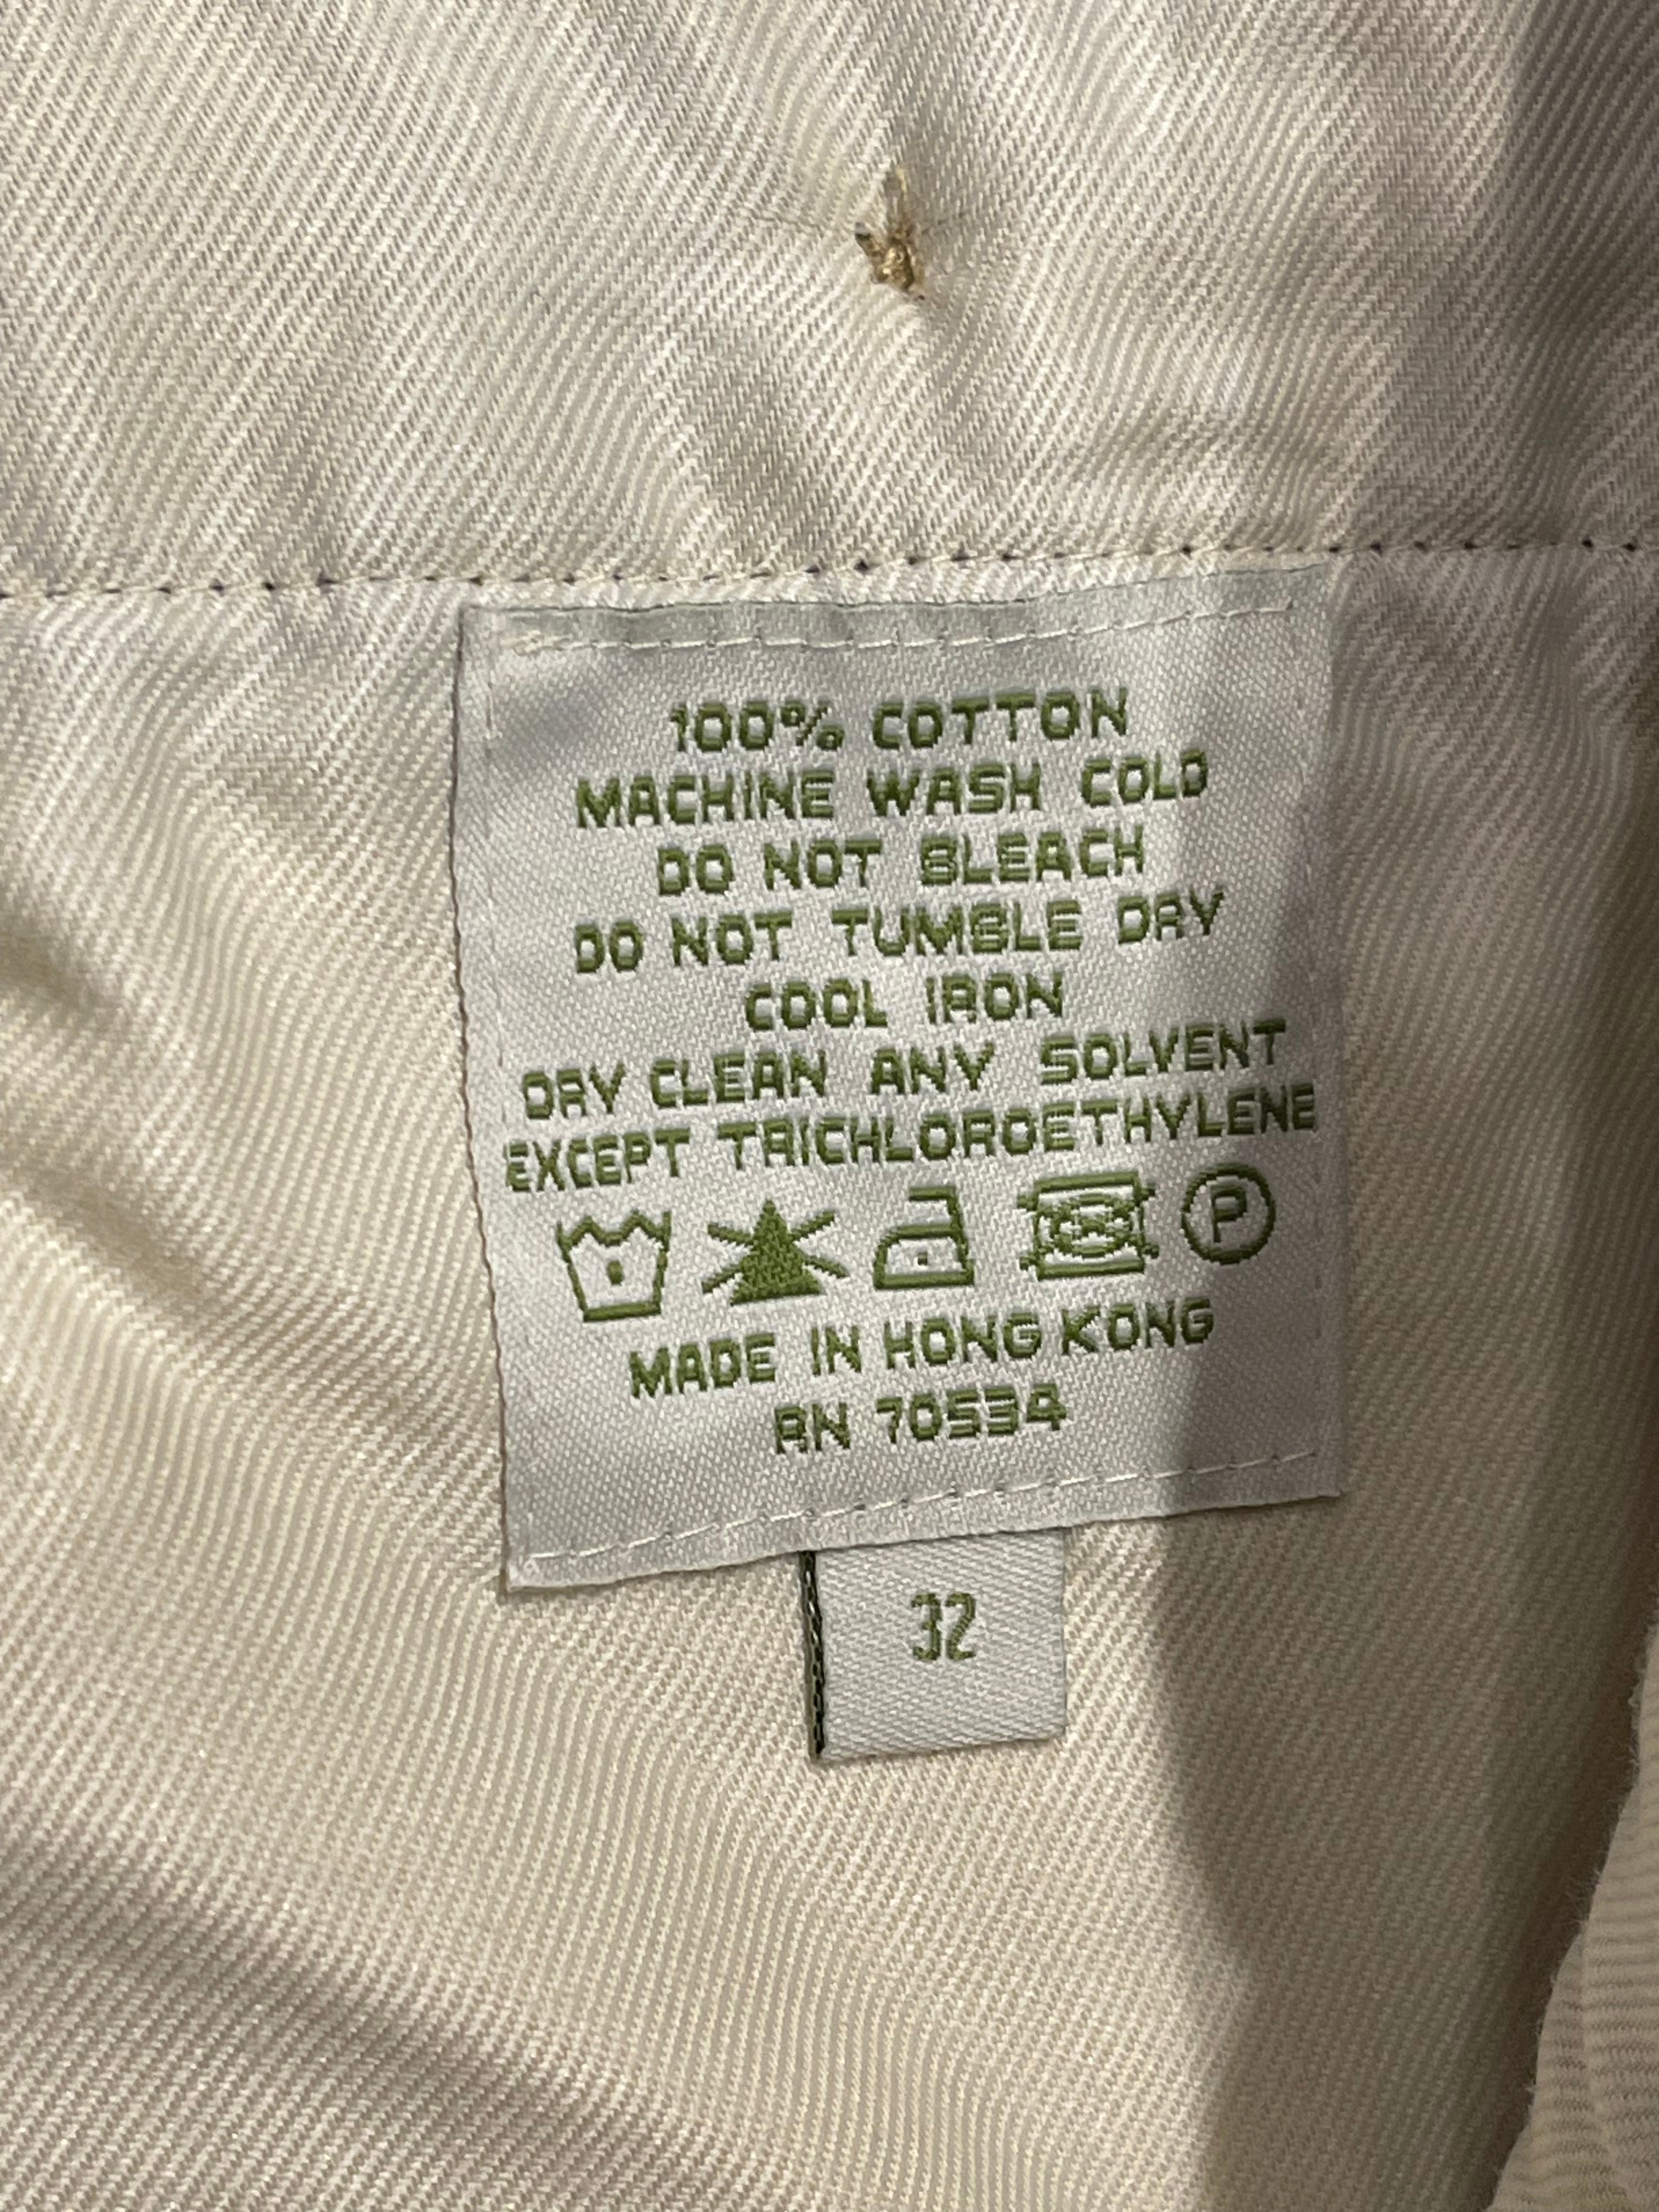 100% COTTON
MACHINE WASH COLD
DO NOT BLEACH
DO NOT TUMBLE DRY
COOL IRON
DRY CLEAN ANY SOLVENT
EXCEPT TRICHLOROETHYLENE
P
MADE IN HONG KONG
RN 70534
32